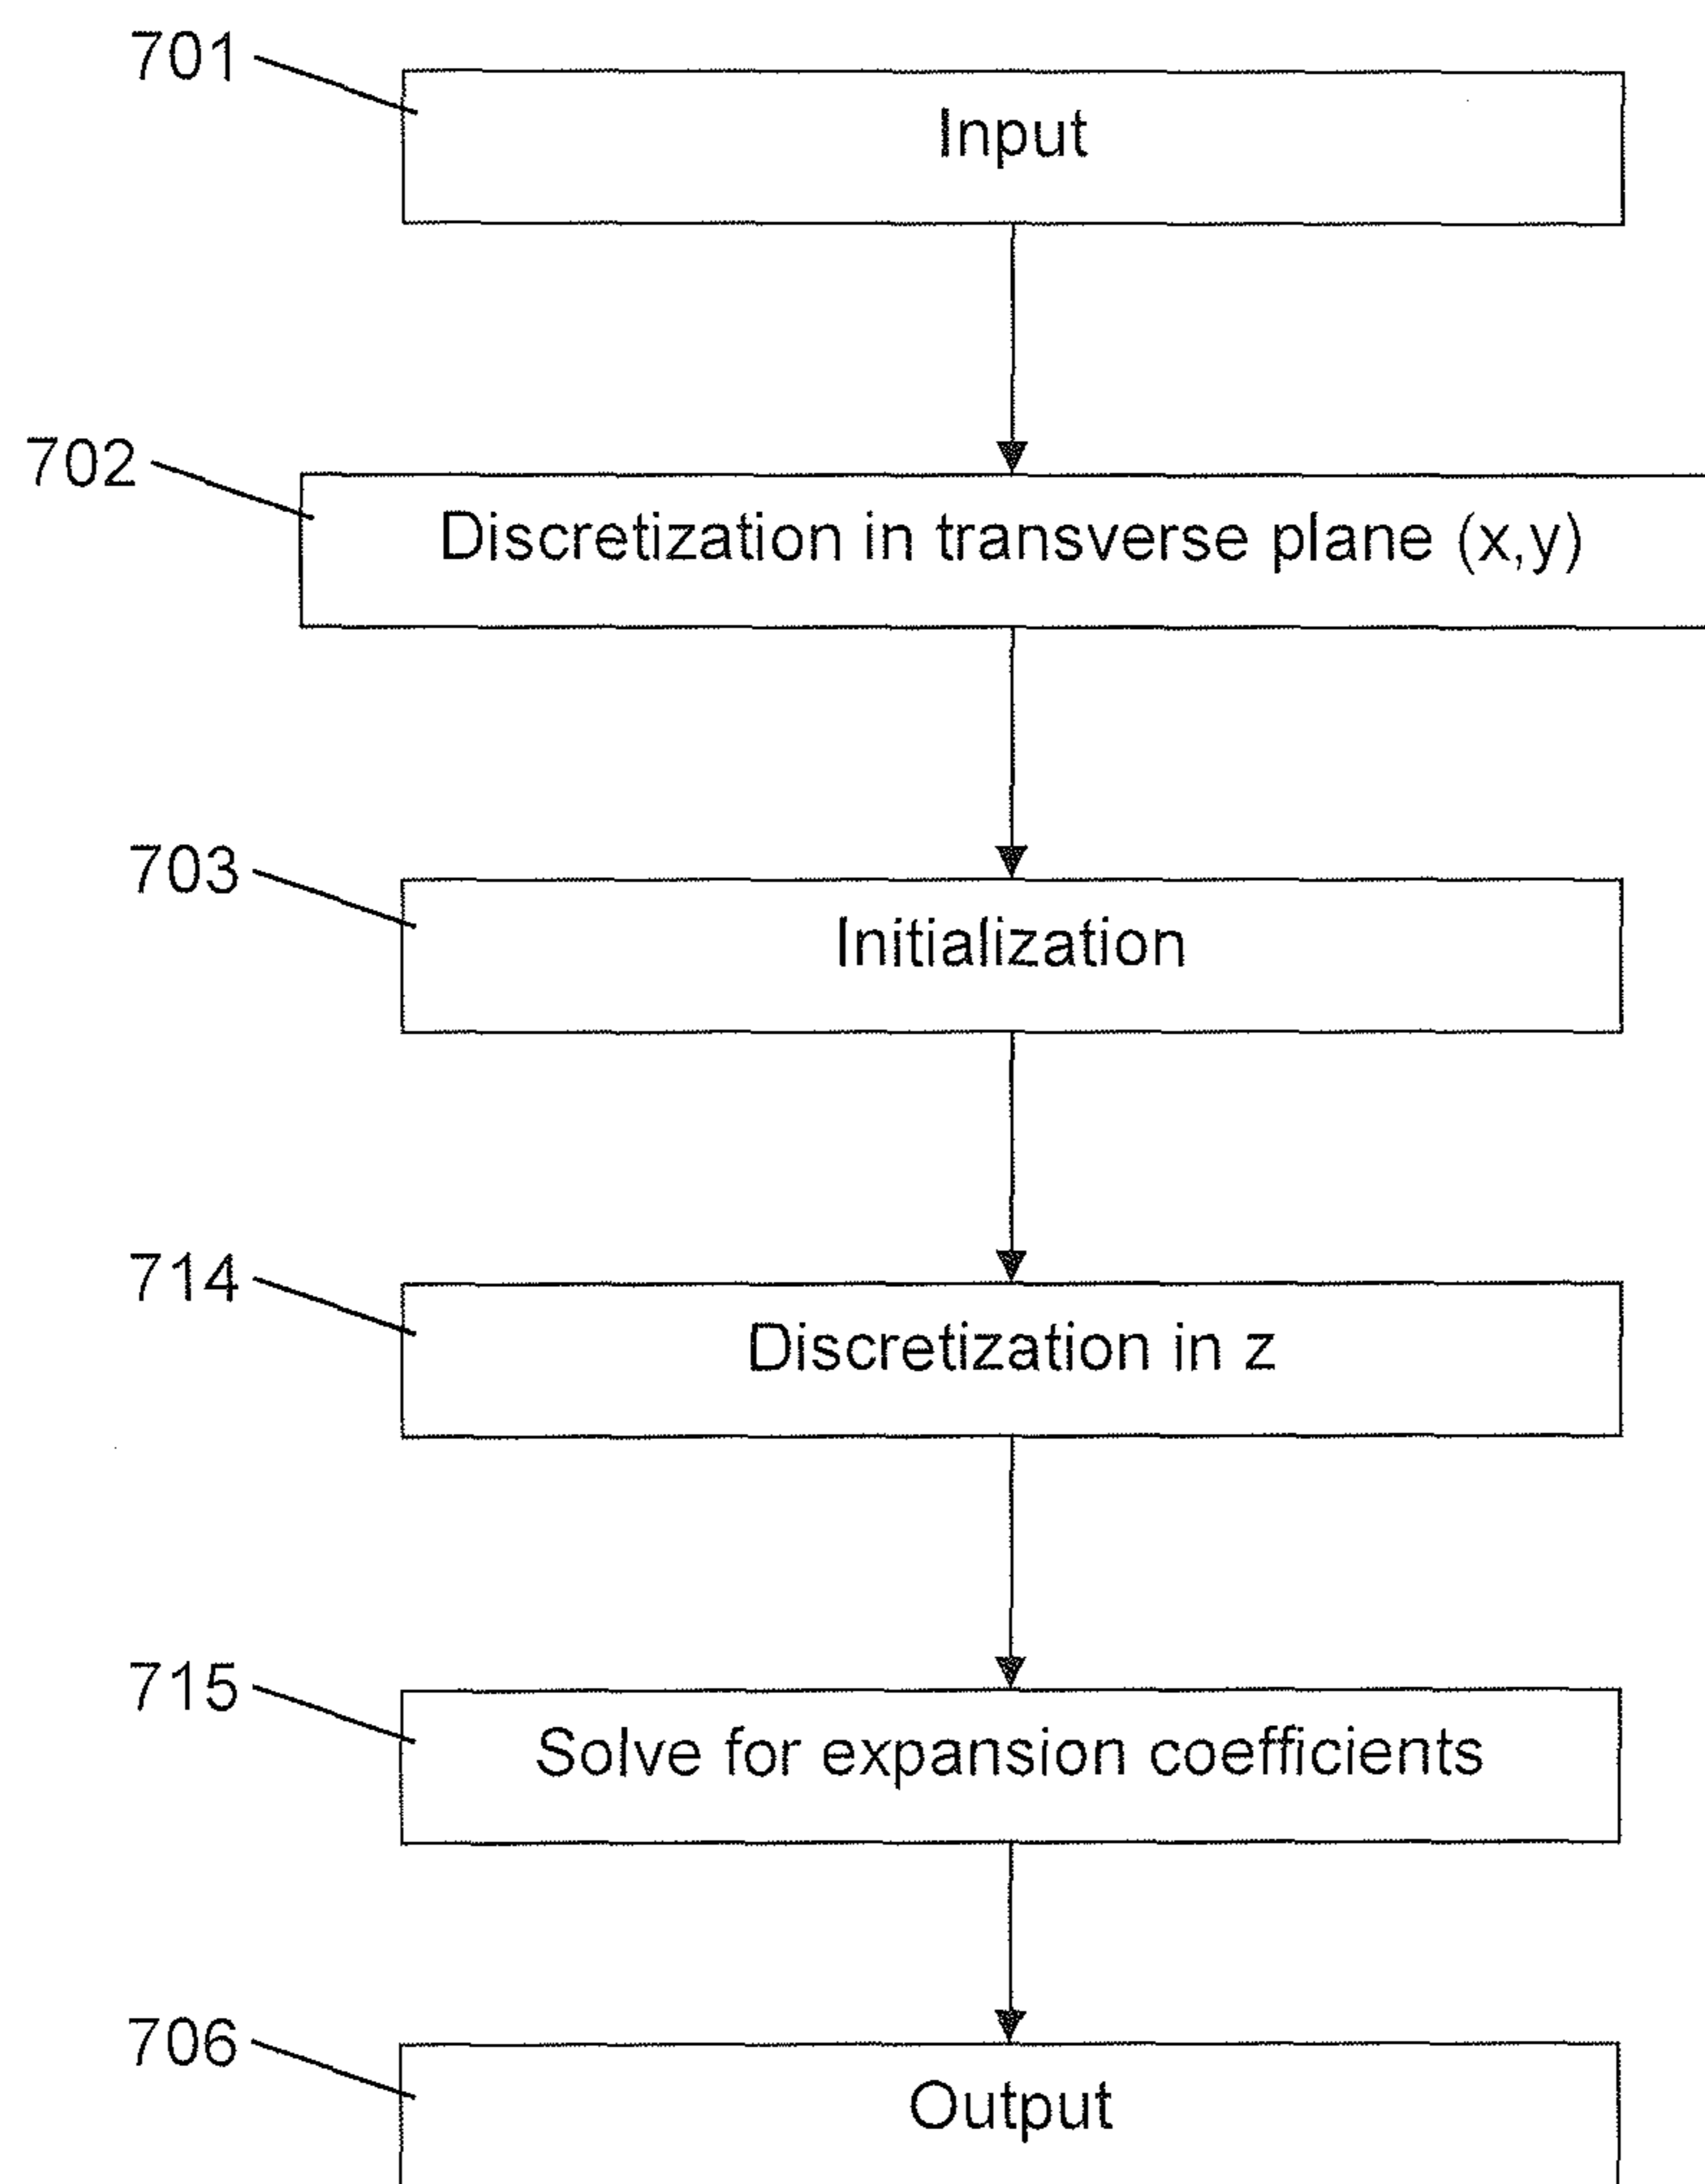 701
Input
702
Discretization in transverse plane (x,y)
703
Initialization
714
Discretization in z
715
Solve for expansion coefficients
706
Output